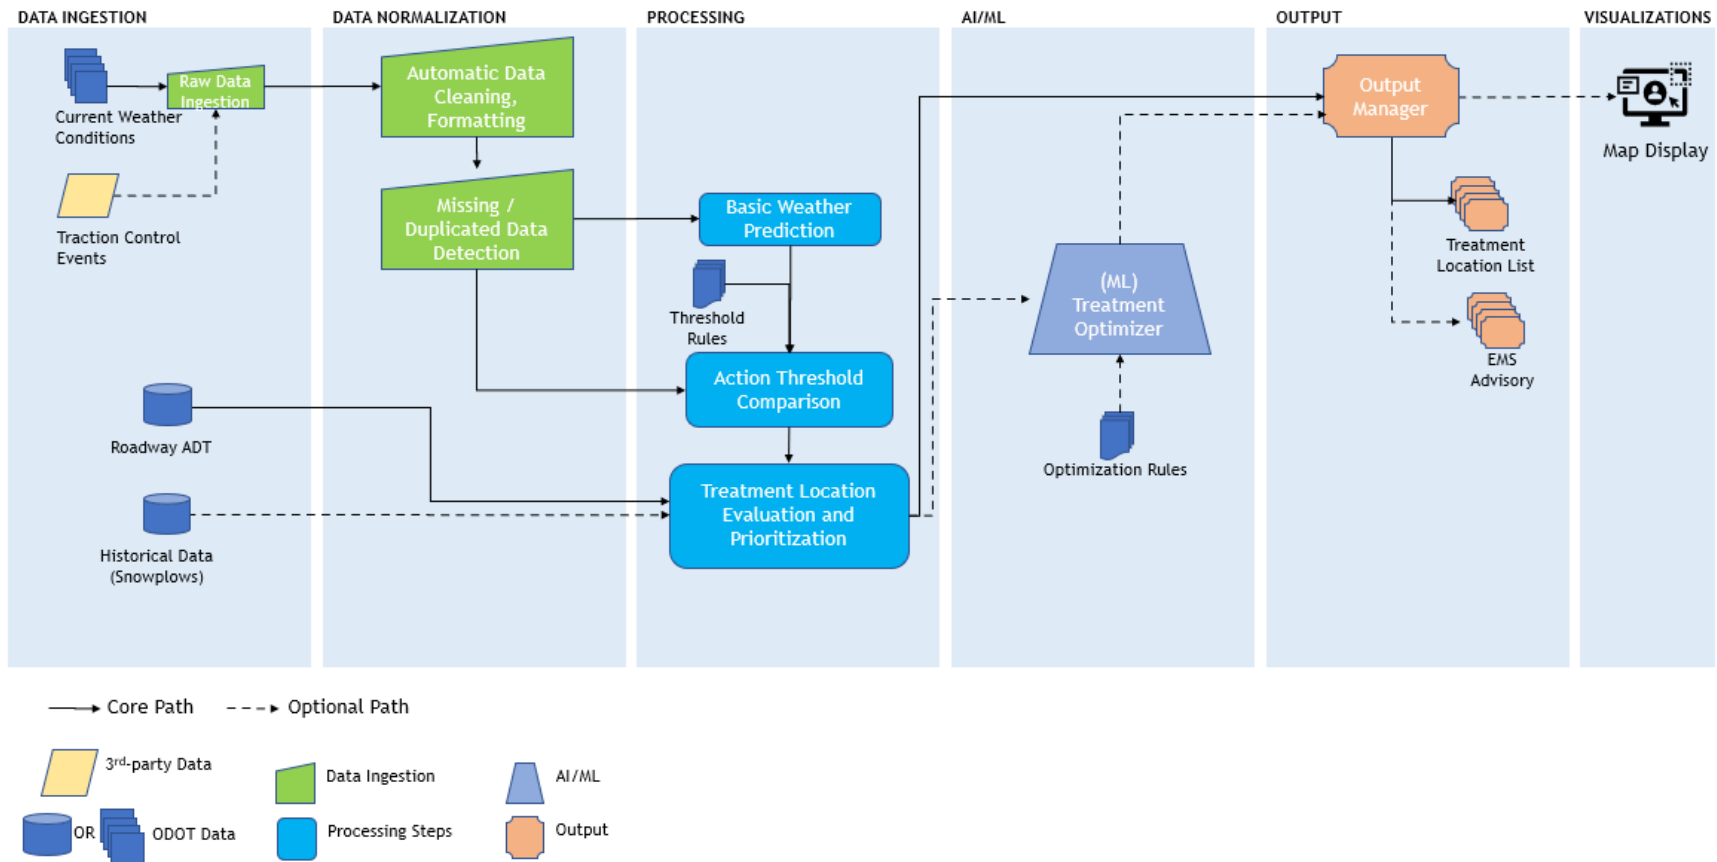 DATA INGESTION
DATA NORMALIZATION
PROCESSING
AI/ML
OUTPUT
VISUALIZATIONS
Raw Data
Ingestion
Current Weather
Conditions
Traction Control
Events
Roadway ADT
Historical Data
(Snowplows)
Automatic Data
Cleaning,
Formatting
Missing /
Duplicated Data
Detection
Basic Weather
Prediction
Threshold
Rules
Action Threshold
Comparison
Treatment Location
Evaluation and
Prioritization
(ML)
Treatment
Optimizer
Optimization Rules
Output
Manager
Treatment
Location List
EMS
Advisory
Map Display
Core Path
Optional Path
3rd-party Data
Data Ingestion
AI/ML
OR
ODOT Data
Processing Steps
Output